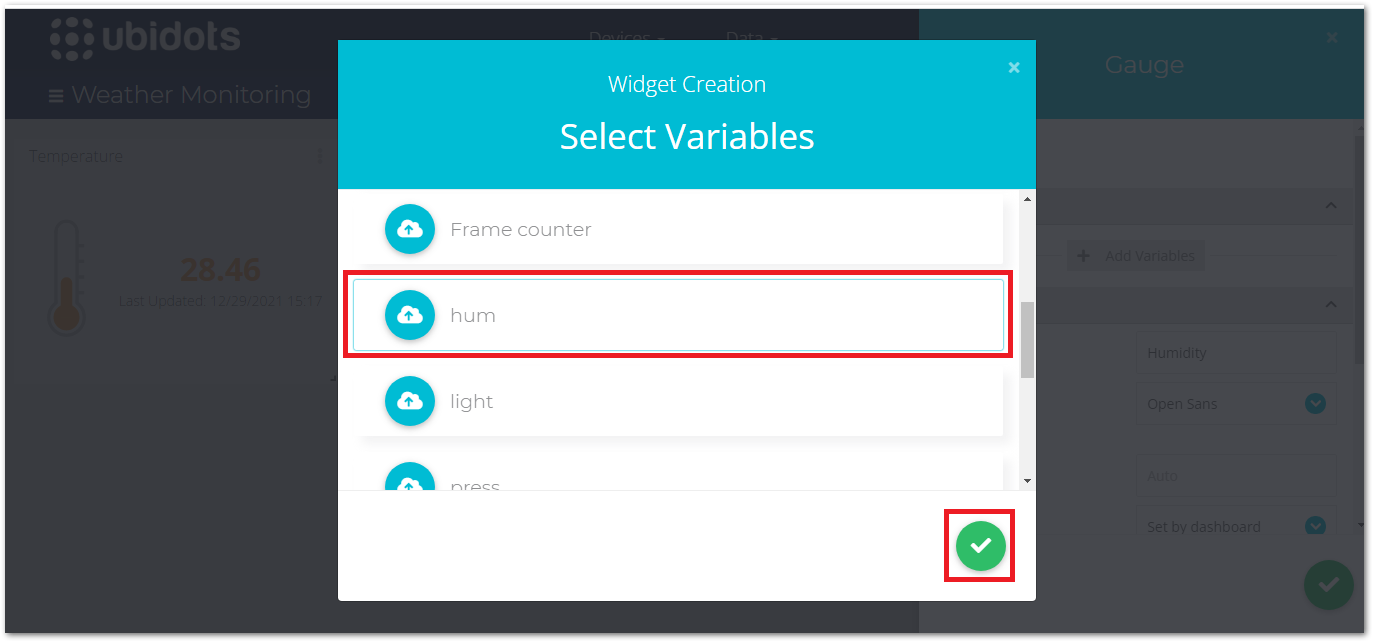 ubidots
Devices
Data
Weather Monitoring
Gauge
Temperature
28.46
Last Updated: 12/29/2021 15:17
Widget Creation
×
Select Variables
Frame counter
hum
light
press
Add Variables
Humidity
Open Sans
Auto
Set by dashboard